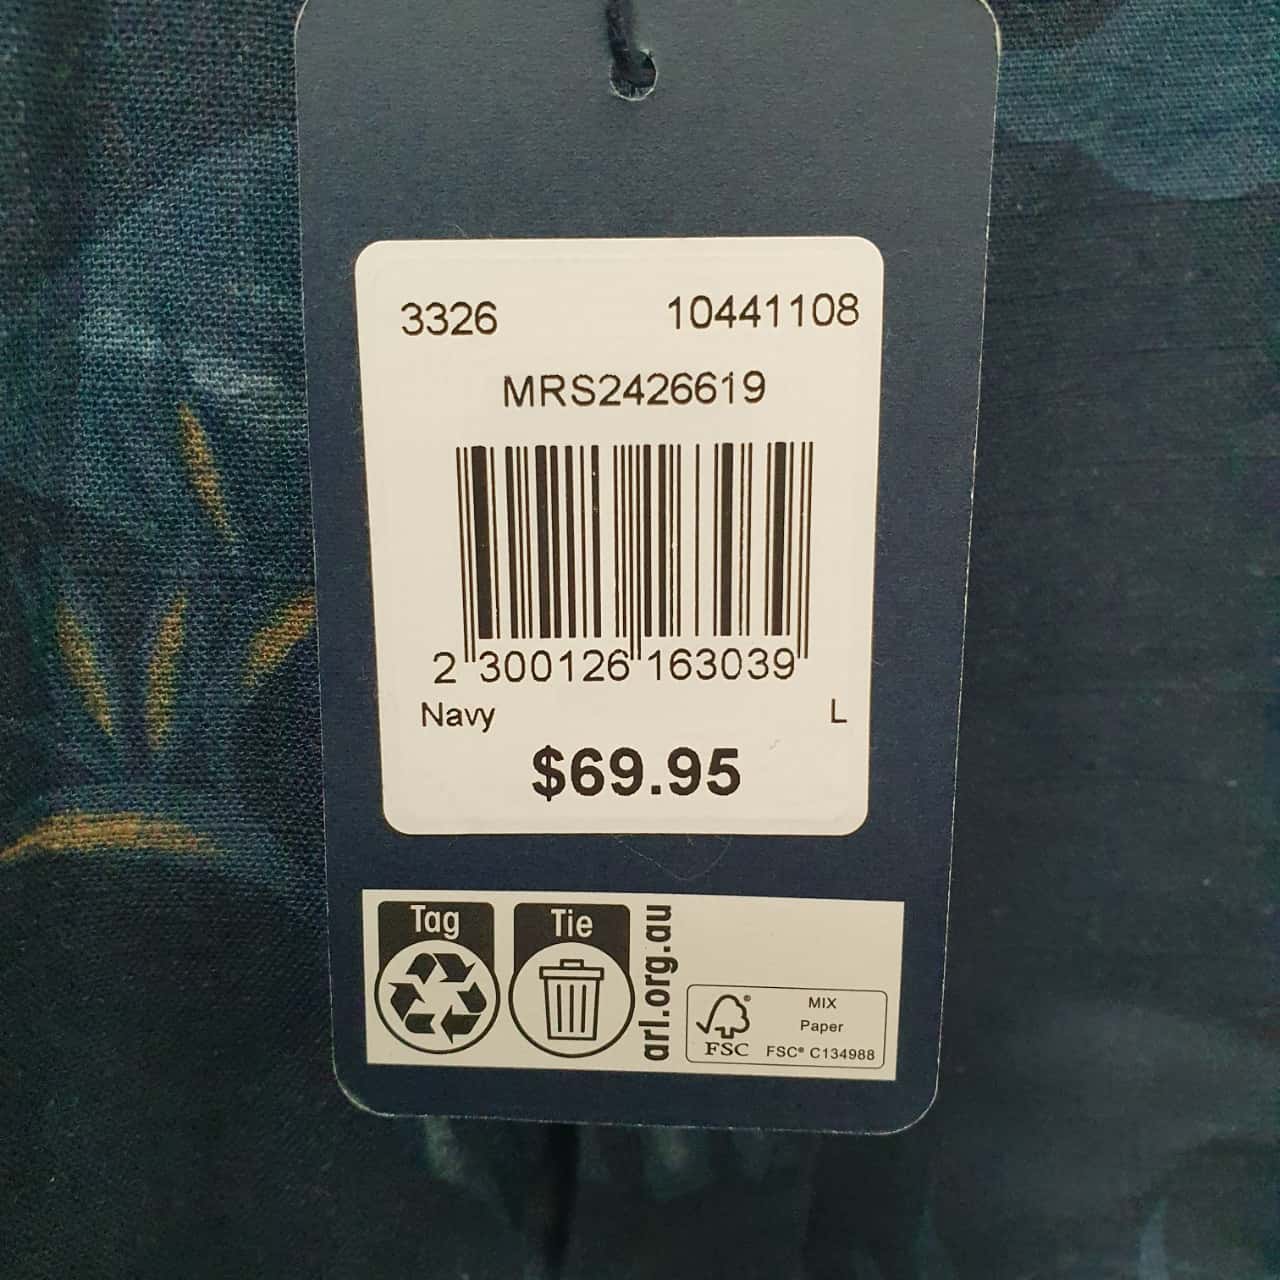 3326 10441108
MRS2426619
2 300126 163039
Navy L
$69.95
Tag Tie
arl.org.au
FSC®
MIX
Paper
FSC® C134988